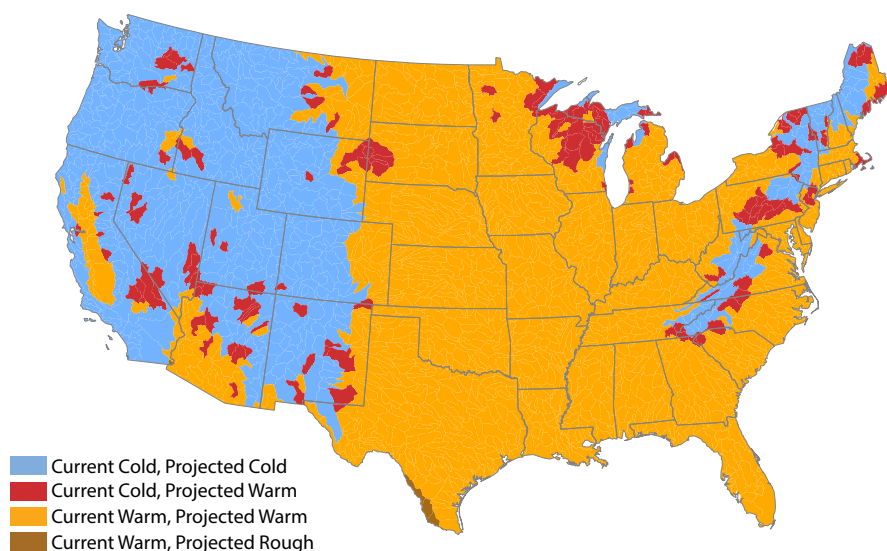 Current Cold, Projected Cold
Current Cold, Projected Warm
Current Warm, Projected Warm
Current Warm, Projected Rough